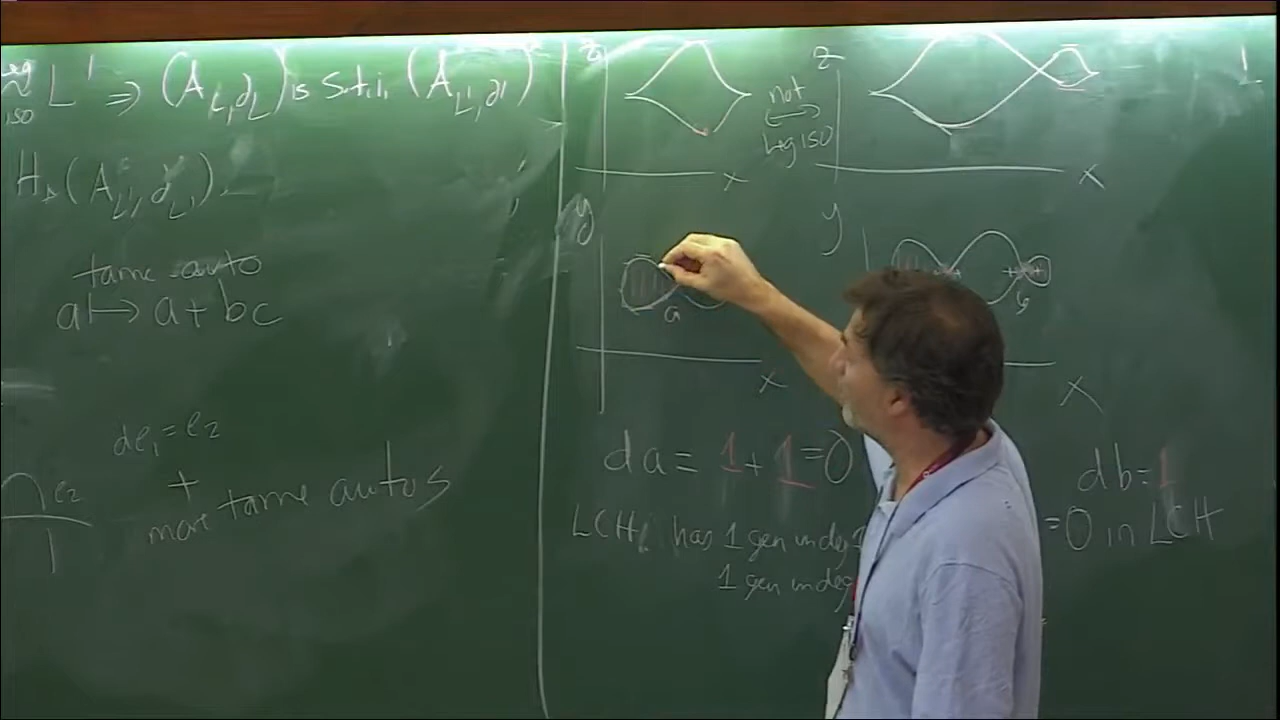 L' ⇒ (A_L, ∂_L) is s.t.i. (A_L', ∂')
iso
H_*(A_L', ∂_L')
tame auto
a ↦ a + bc
de₁ = e₂
e₂
+
more tame autos
z
not
Leg iso
x
z
x
y
a
x
y
b
x
da = 1 + 1 = 0
LCH has 1 gen in deg 1
1 gen in deg
db = 1
= 0 in LCH